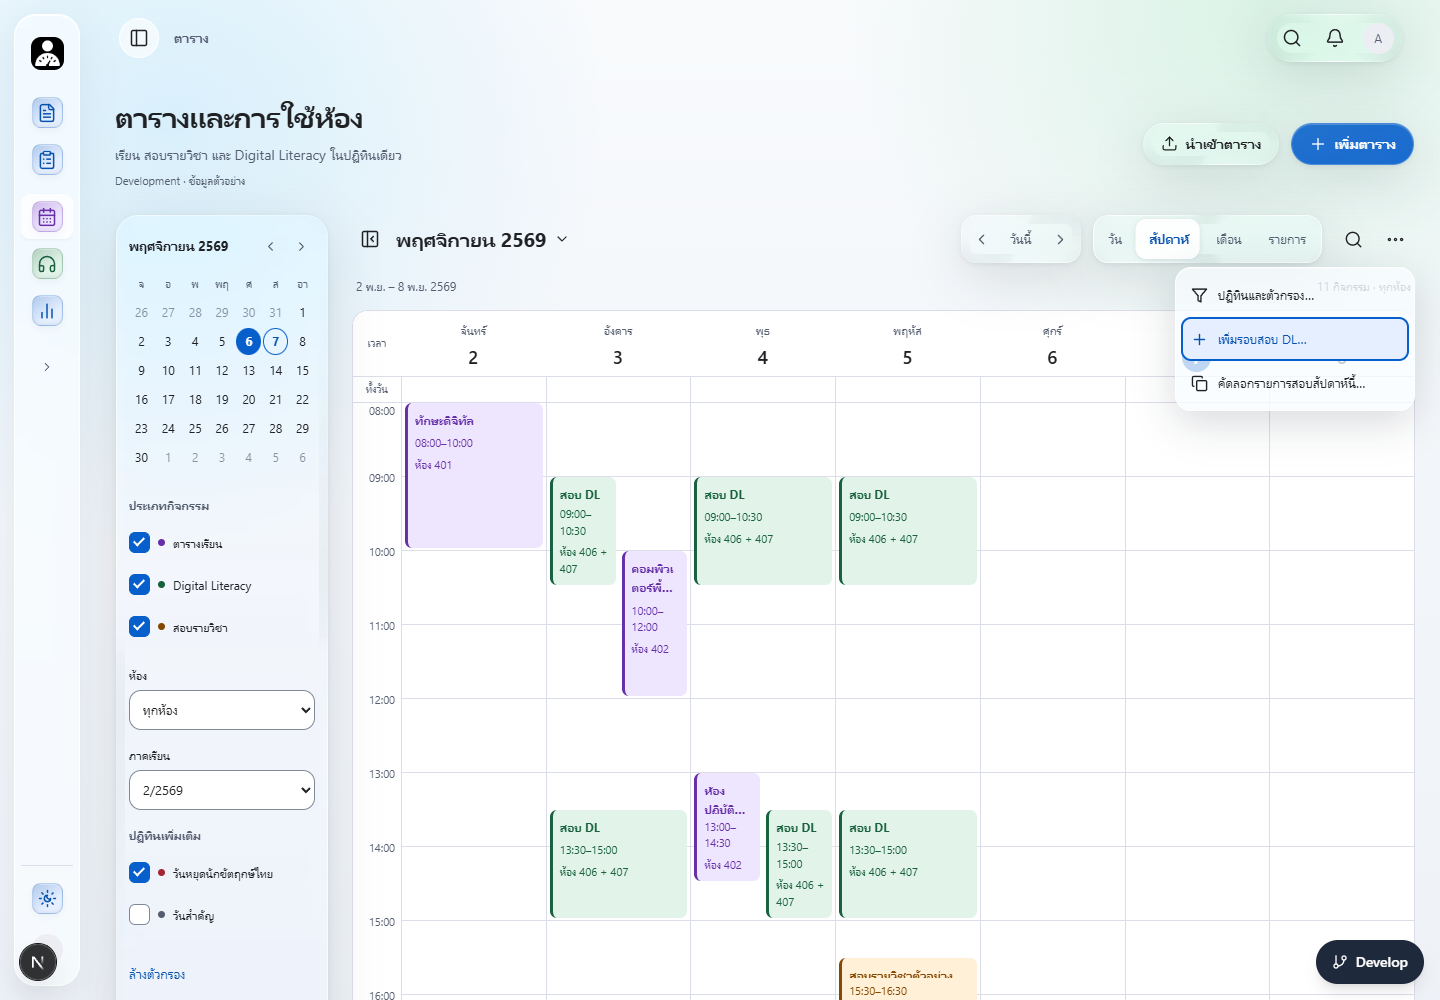 ตาราง
A
ตารางและการใช้ห้อง
เรียน สอบรายวิชา และ Digital Literacy ในปฏิทินเดียว
Development · ข้อมูลตัวอย่าง
นำเข้าตาราง
เพิ่มตาราง
พฤศจิกายน 2569
จ อ พ พฤ ศ ส อา
26 27 28 29 30 31 1
2 3 4 5 6 7 8
9 10 11 12 13 14 15
16 17 18 19 20 21 22
23 24 25 26 27 28 29
30 1 2 3 4 5 6
ประเภทกิจกรรม
ตารางเรียน
Digital Literacy
สอบรายวิชา
ห้อง
ทุกห้อง
ภาคเรียน
2/2569
ปฏิทินเพิ่มเติม
วันหยุดนักขัตฤกษ์ไทย
วันสำคัญ
ล้างตัวกรอง
N
พฤศจิกายน 2569
วันนี้
วัน สัปดาห์ เดือน รายการ
2 พ.ย. – 8 พ.ย. 2569
11 กิจกรรม · ทุกห้อง
ปฏิทินและตัวกรอง...
เพิ่มรอบสอบ DL...
คัดลอกรายการสอบสัปดาห์นี้...
เวลา
จันทร์ อังคาร พุธ พฤหัส ศุกร์
2 3 4 5 6
ทั้งวัน
08:00
09:00
10:00
11:00
12:00
13:00
14:00
15:00
16:00
ทักษะดิจิทัล
08:00–10:00
ห้อง 401
สอบ DL
09:00–
10:30
ห้อง 406 +
407
คอมพิวเ
ตอร์พื้...
10:00–
12:00
ห้อง 402
สอบ DL
13:30–15:00
ห้อง 406 + 407
สอบ DL
09:00–10:30
ห้อง 406 + 407
ห้อง
ปฏิบัติ...
13:00–
14:30
ห้อง 402
สอบ DL
13:30–
15:00
ห้อง 406 +
407
สอบ DL
09:00–10:30
ห้อง 406 + 407
สอบ DL
13:30–15:00
ห้อง 406 + 407
สอบรายวิชาตัวอย่าง
15:30–16:30
Develop